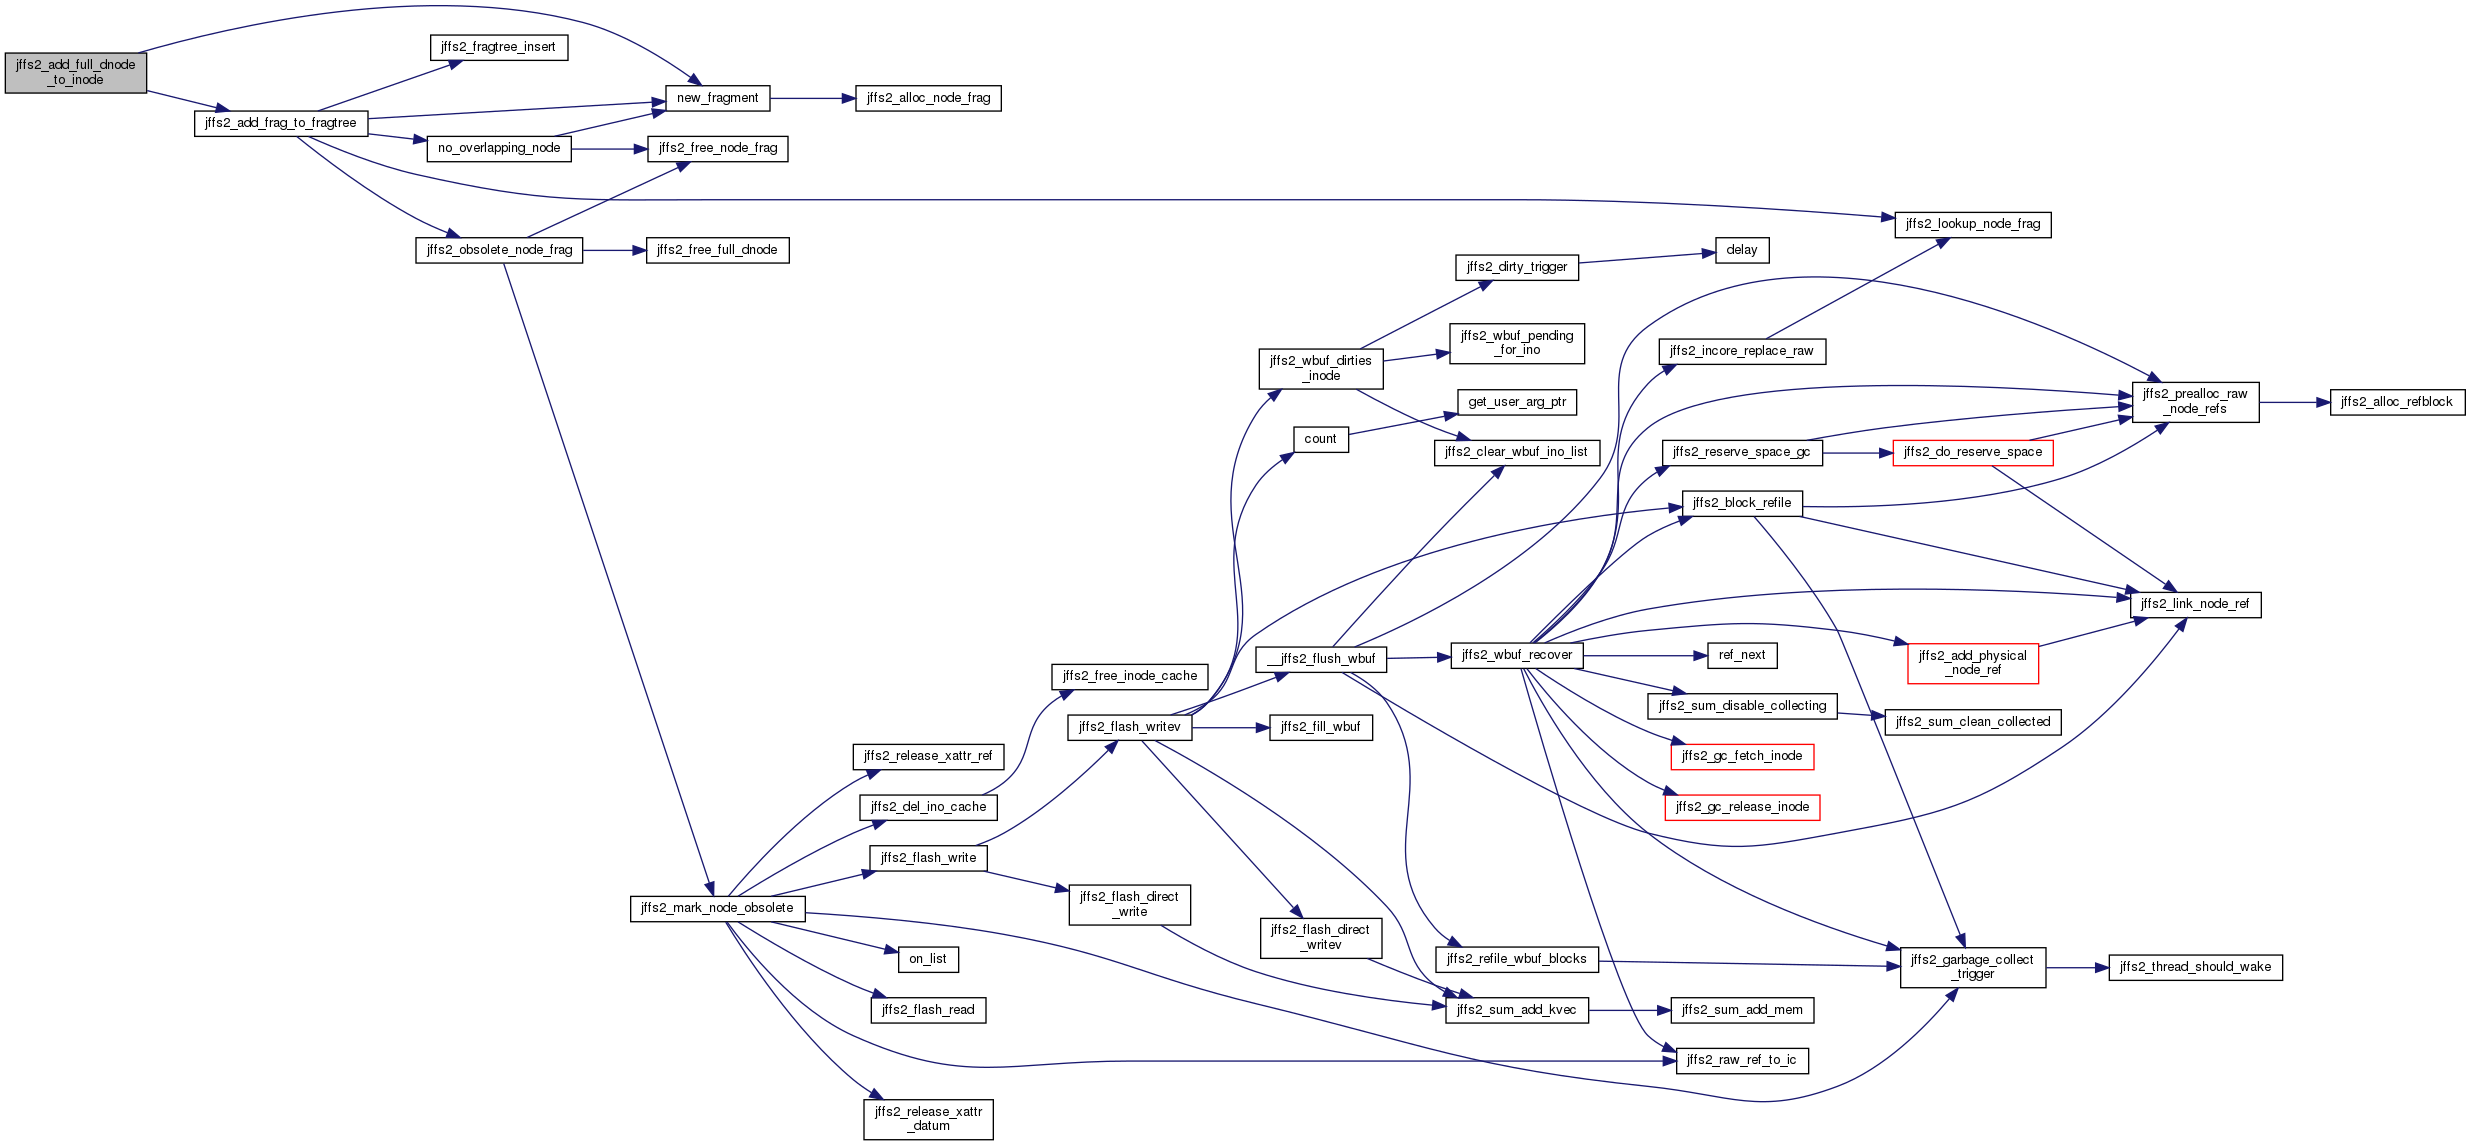 jffs2_add_full_dnode
_to_inode
jffs2_add_frag_to_fragtree
jffs2_fragtree_insert
new_fragment
jffs2_alloc_node_frag
no_overlapping_node
jffs2_free_node_frag
jffs2_obsolete_node_frag
jffs2_free_full_dnode
jffs2_lookup_node_frag
delay
jffs2_dirty_trigger
jffs2_wbuf_pending
_for_ino
jffs2_wbuf_dirties
_inode
get_user_arg_ptr
count
jffs2_clear_wbuf_ino_list
jffs2_incore_replace_raw
jffs2_prealloc_raw
_node_refs
jffs2_alloc_refblock
jffs2_reserve_space_gc
jffs2_do_reserve_space
jffs2_block_refile
jffs2_link_node_ref
__jffs2_flush_wbuf
jffs2_wbuf_recover
ref_next
jffs2_add_physical
_node_ref
jffs2_sum_disable_collecting
jffs2_sum_clean_collected
jffs2_free_inode_cache
jffs2_flash_writev
jffs2_fill_wbuf
jffs2_gc_fetch_inode
jffs2_gc_release_inode
jffs2_release_xattr_ref
jffs2_del_ino_cache
jffs2_flash_write
jffs2_flash_direct
_write
jffs2_mark_node_obsolete
jffs2_flash_direct
_writev
on_list
jffs2_refile_wbuf_blocks
jffs2_garbage_collect
_trigger
jffs2_thread_should_wake
jffs2_flash_read
jffs2_sum_add_kvec
jffs2_sum_add_mem
jffs2_raw_ref_to_ic
jffs2_release_xattr
_datum